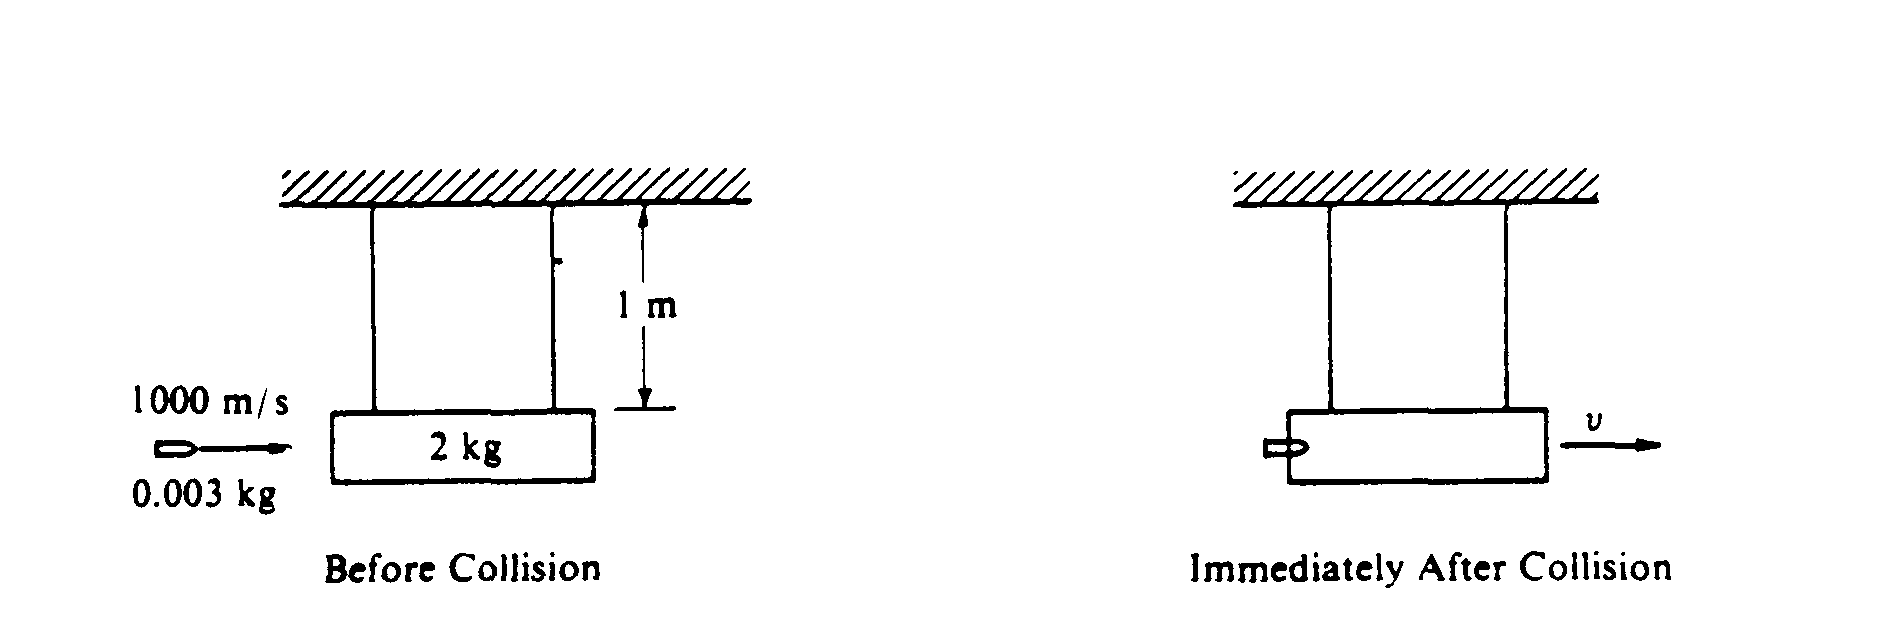 1 m
1000 m/s
2 kg
0.003 kg
Before Collision
υ
Immediately After Collision